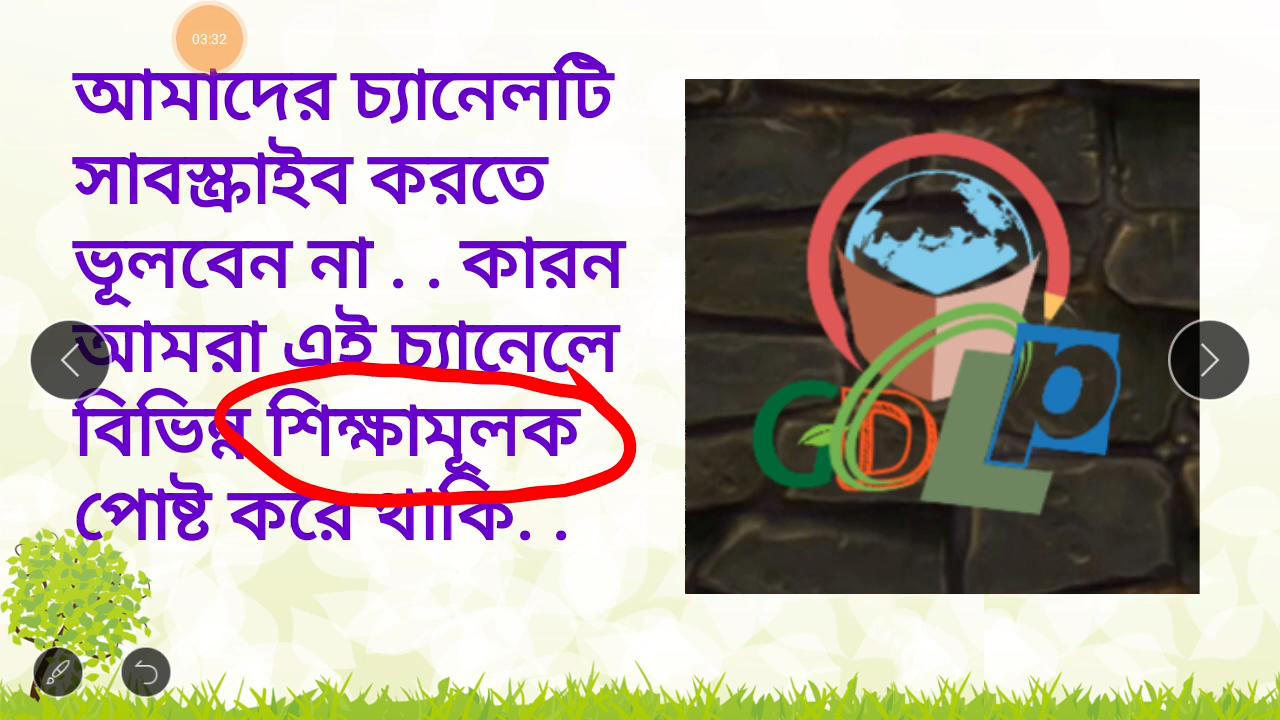 03:32
আমাদের চ্যানেলটি
সাবস্ক্রাইব করতে
ভূলবেন না . . কারন
আমরা এই চ্যানেলে
বিভিন্ন শিক্ষামূলক
পোষ্ট করে থাকি. .
GDLP